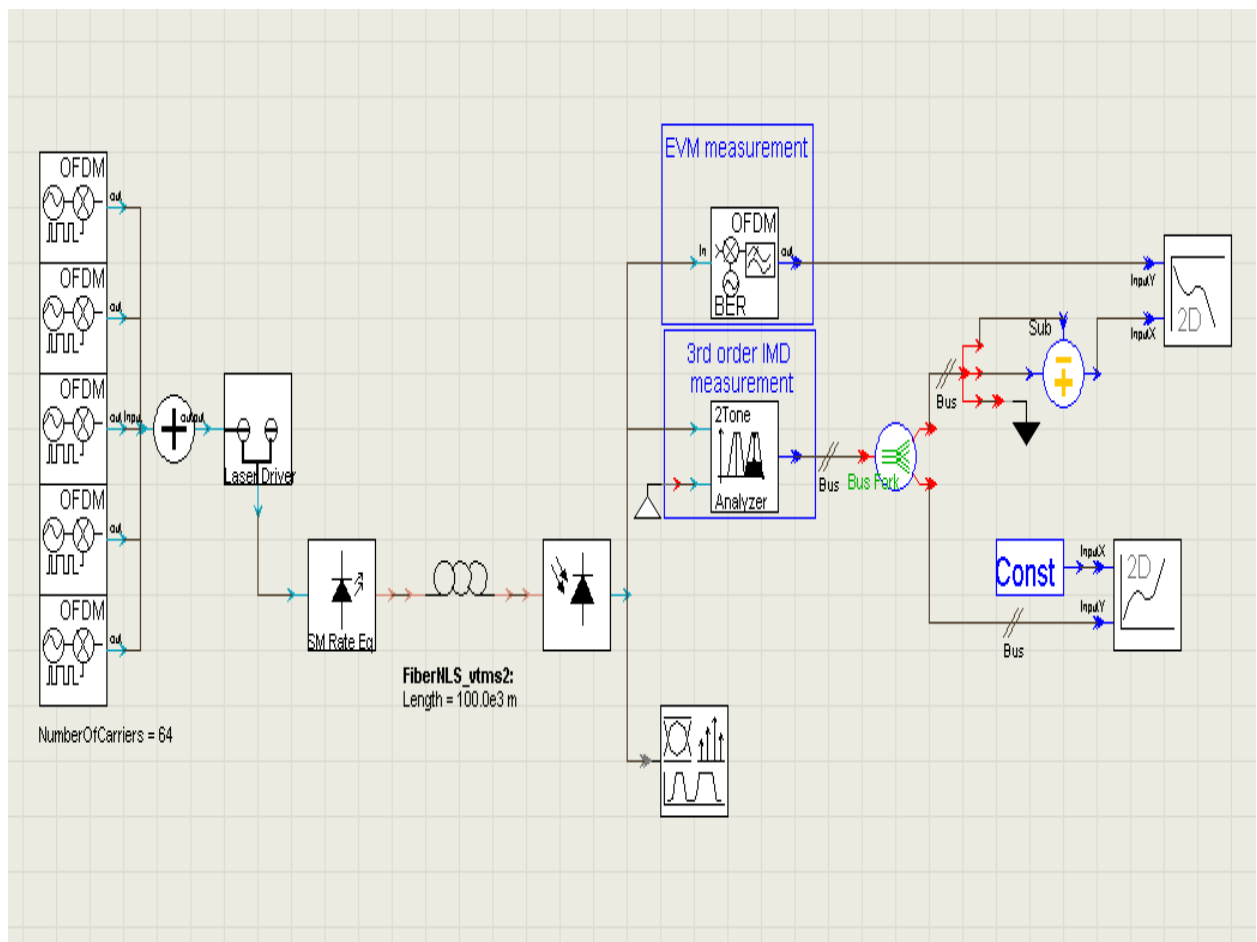 OFDM
out
OFDM
out
OFDM
out
Input
output
out
OFDM
out
OFDM
out
NumberOfCarriers = 64
Laser Driver
SM Rate Eq
FiberNLS_vtms2:
Length = 100.0e3 m
EVM measurement
In
OFDM
out
BER
3rd order IMD
measurement
2Tone
Analyzer
Bus
Bus Fork
Bus
Sub
InputY
InputX
2D
Const
InputX
InputY
2D
Bus